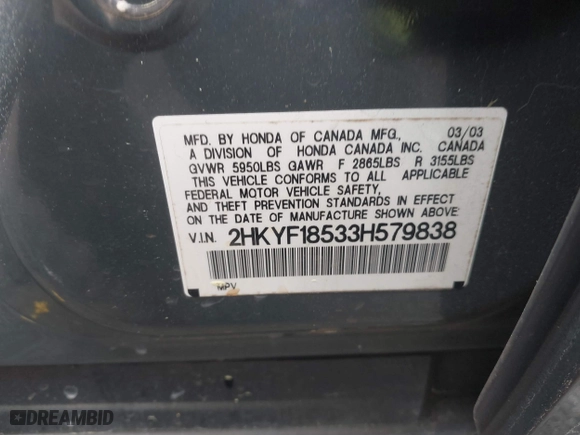 MFD. BY HONDA OF CANADA MFG., 03/03
A DIVISION OF HONDA CANADA INC. CANADA
GVWR 5950LBS GAWR F 2865LBS R 3155LBS
THIS VEHICLE CONFORMS TO ALL APPLICABLE
FEDERAL MOTOR VEHICLE SAFETY,
AND THEFT PREVENTION STANDARDS IN EFFECT
ON THE DATE OF MANUFACTURE SHOWN ABOVE:
V.I.N. 2HKYF18533H579838
MPV
DREAMBID